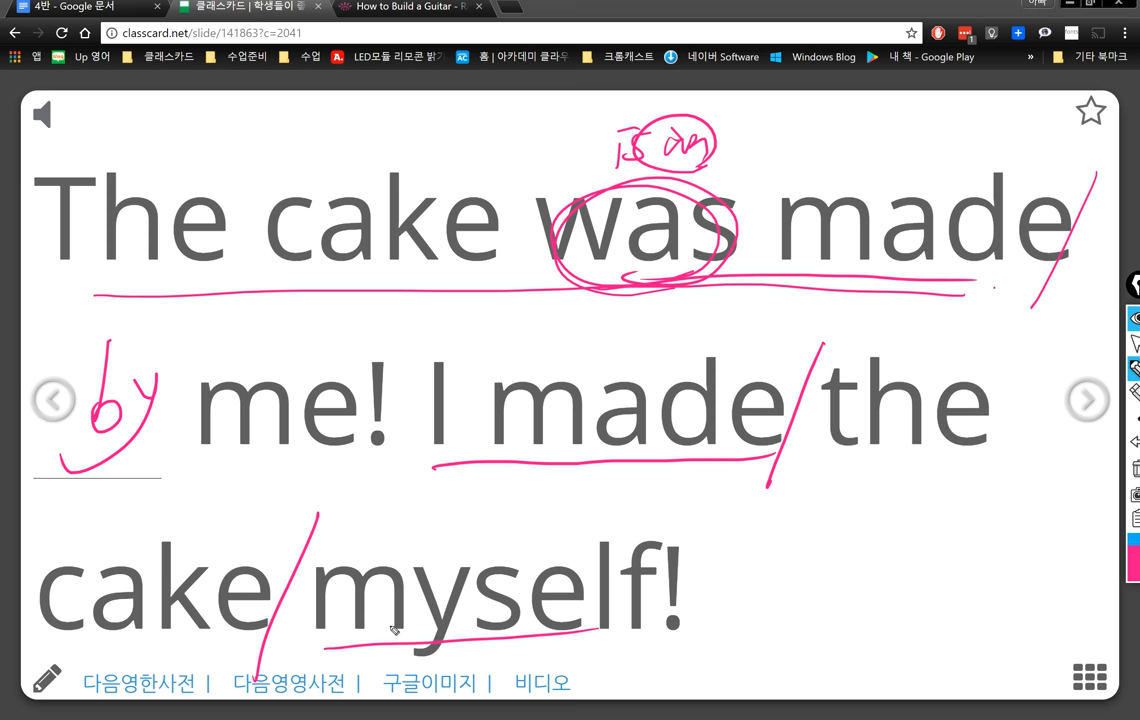 4반 - Google 문서
클래스카드 | 학생들이 즐
How to Build a Guitar - R
classcard.net/slide/141863?c=2041
앱 Up 영어 클래스카드 수업준비 수업 LED모듈 리모콘 밝기 홈 | 아카데미 클라우 크롬캐스트 네이버 Software Windows Blog 내 책 - Google Play » 기타 북마크
is
The cake was made
by me! I made the
cake myself!
다음영한사전 | 다음영영사전 | 구글이미지 | 비디오